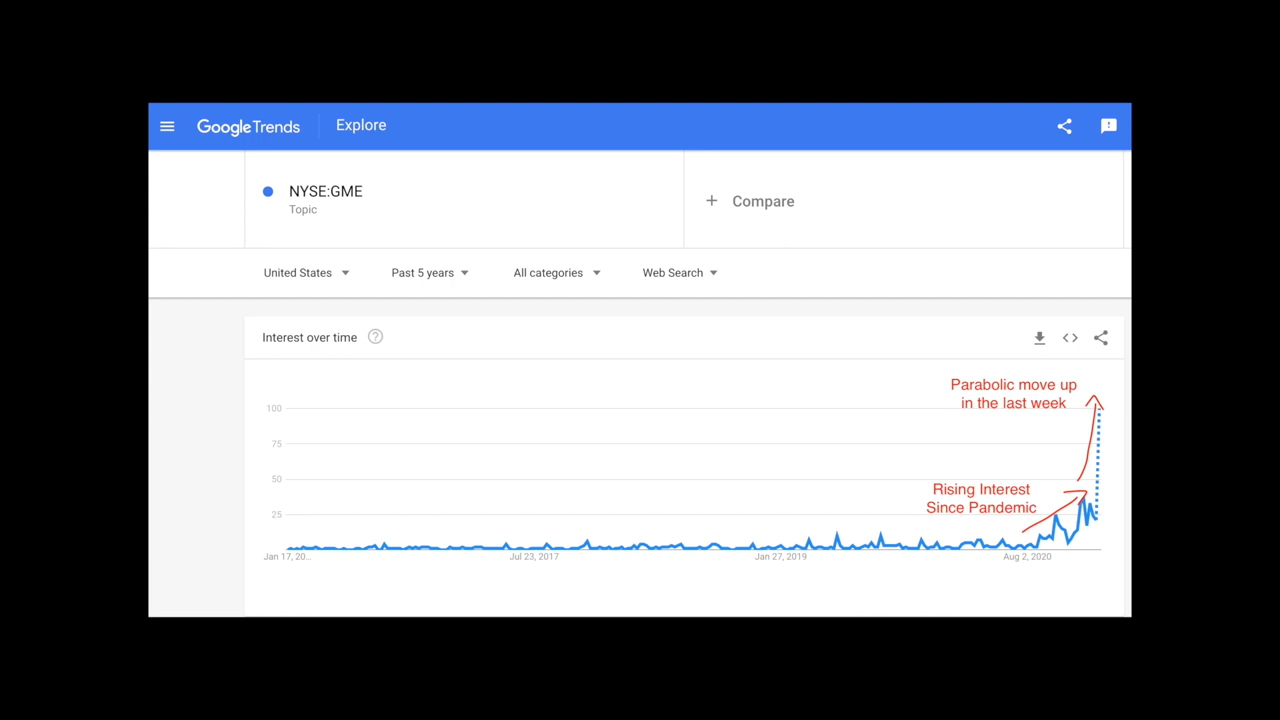 GoogleTrends
Explore
NYSE:GME
Topic
+ Compare
United States
Past 5 years
All categories
Web Search
Interest over time
?
<>
Parabolic move up
in the last week
100
75
50
Rising Interest
Since Pandemic
25
Jan 17, 20...
Jul 23, 2017
Jan 27, 2019
Aug 2, 2020